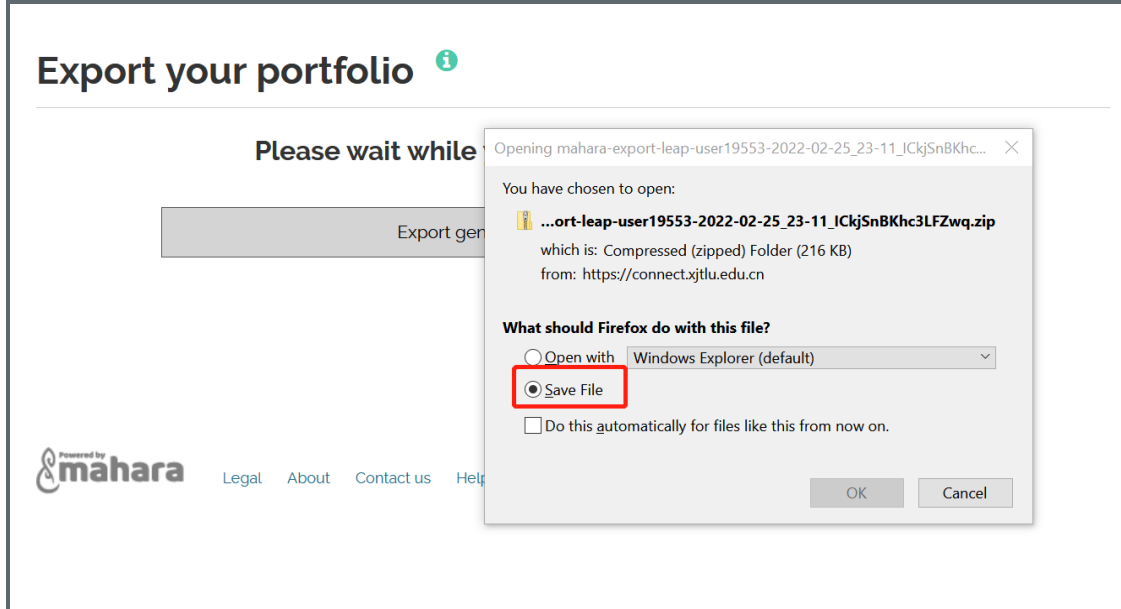 Export your portfolio
Please wait while
Opening mahara-export-leap-user19553-2022-02-25_23-11_ICkjSnBKhc...
You have chosen to open:
...ort-leap-user19553-2022-02-25_23-11_ICkjSnBKhc3LFZwq.zip
Export gen
which is: Compressed (zipped) Folder (216 KB)
from: https://connect.xjtlu.edu.cn
What should Firefox do with this file?
Open with Windows Explorer (default)
Save File
Do this automatically for files like this from now on.
Powered by
mahara
Legal About Contact us Help
OK Cancel